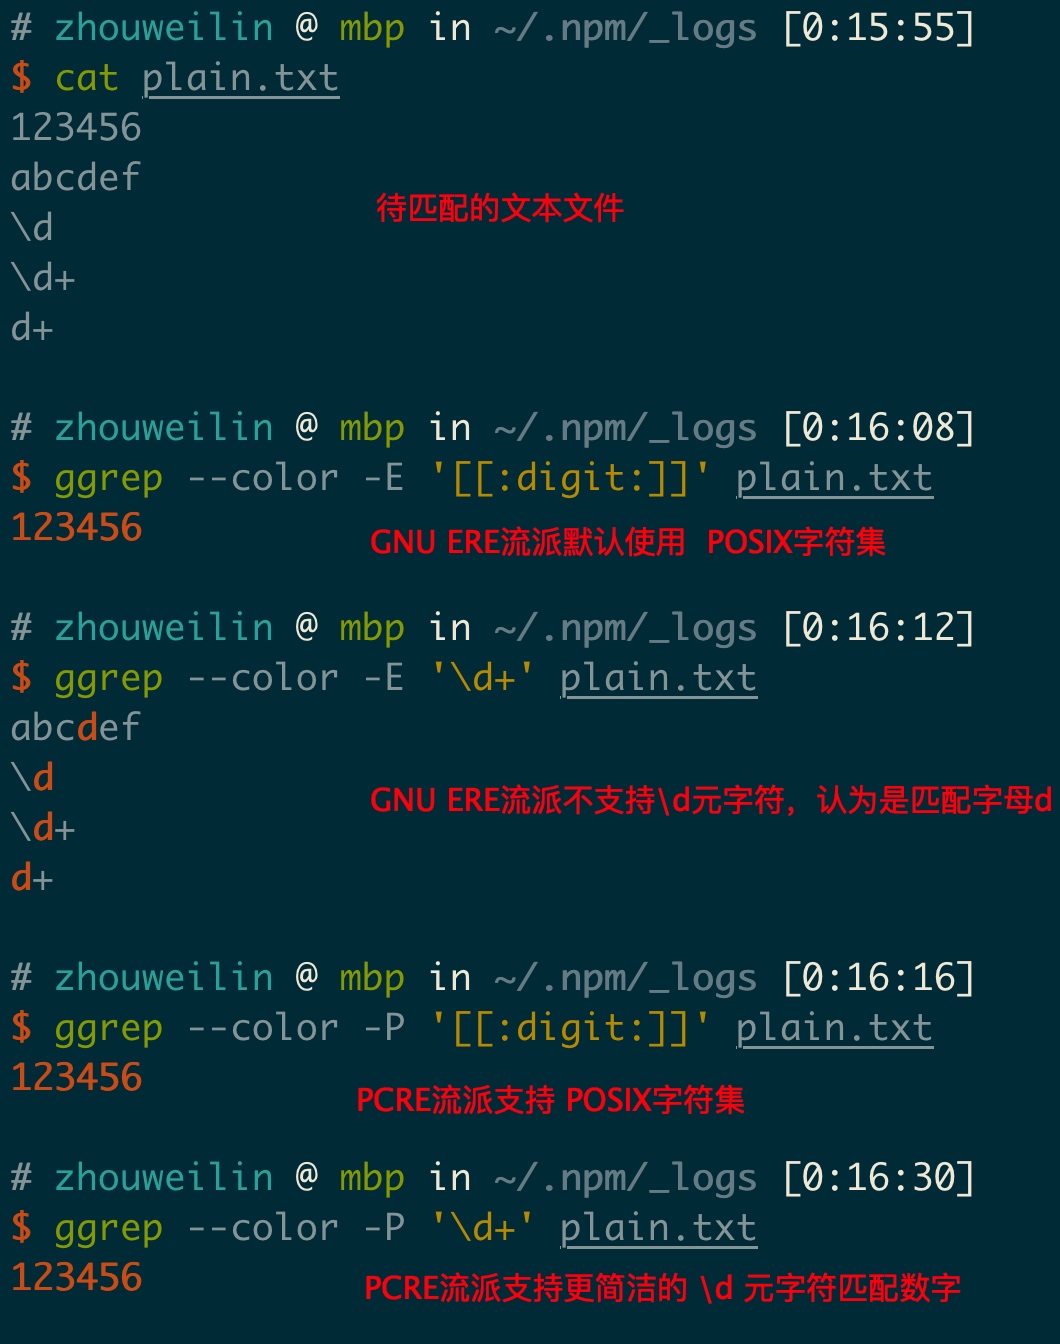 # zhouweilin @ mbp in ~/.npm/_logs [0:15:55]
$ cat plain.txt
123456
abcdef
待匹配的文本文件
\d
\d+
d+
# zhouweilin @ mbp in ~/.npm/_logs [0:16:08]
$ ggrep --color -E '[[:digit:]]' plain.txt
123456
GNU ERE流派默认使用 POSIX字符集
# zhouweilin @ mbp in ~/.npm/_logs [0:16:12]
$ ggrep --color -E '\d+' plain.txt
abcdef
\d
GNU ERE流派不支持\d元字符，认为是匹配字母d
\d+
d+
# zhouweilin @ mbp in ~/.npm/_logs [0:16:16]
$ ggrep --color -P '[[:digit:]]' plain.txt
123456
PCRE流派支持 POSIX字符集
# zhouweilin @ mbp in ~/.npm/_logs [0:16:30]
$ ggrep --color -P '\d+' plain.txt
123456
PCRE流派支持更简洁的 \d 元字符匹配数字